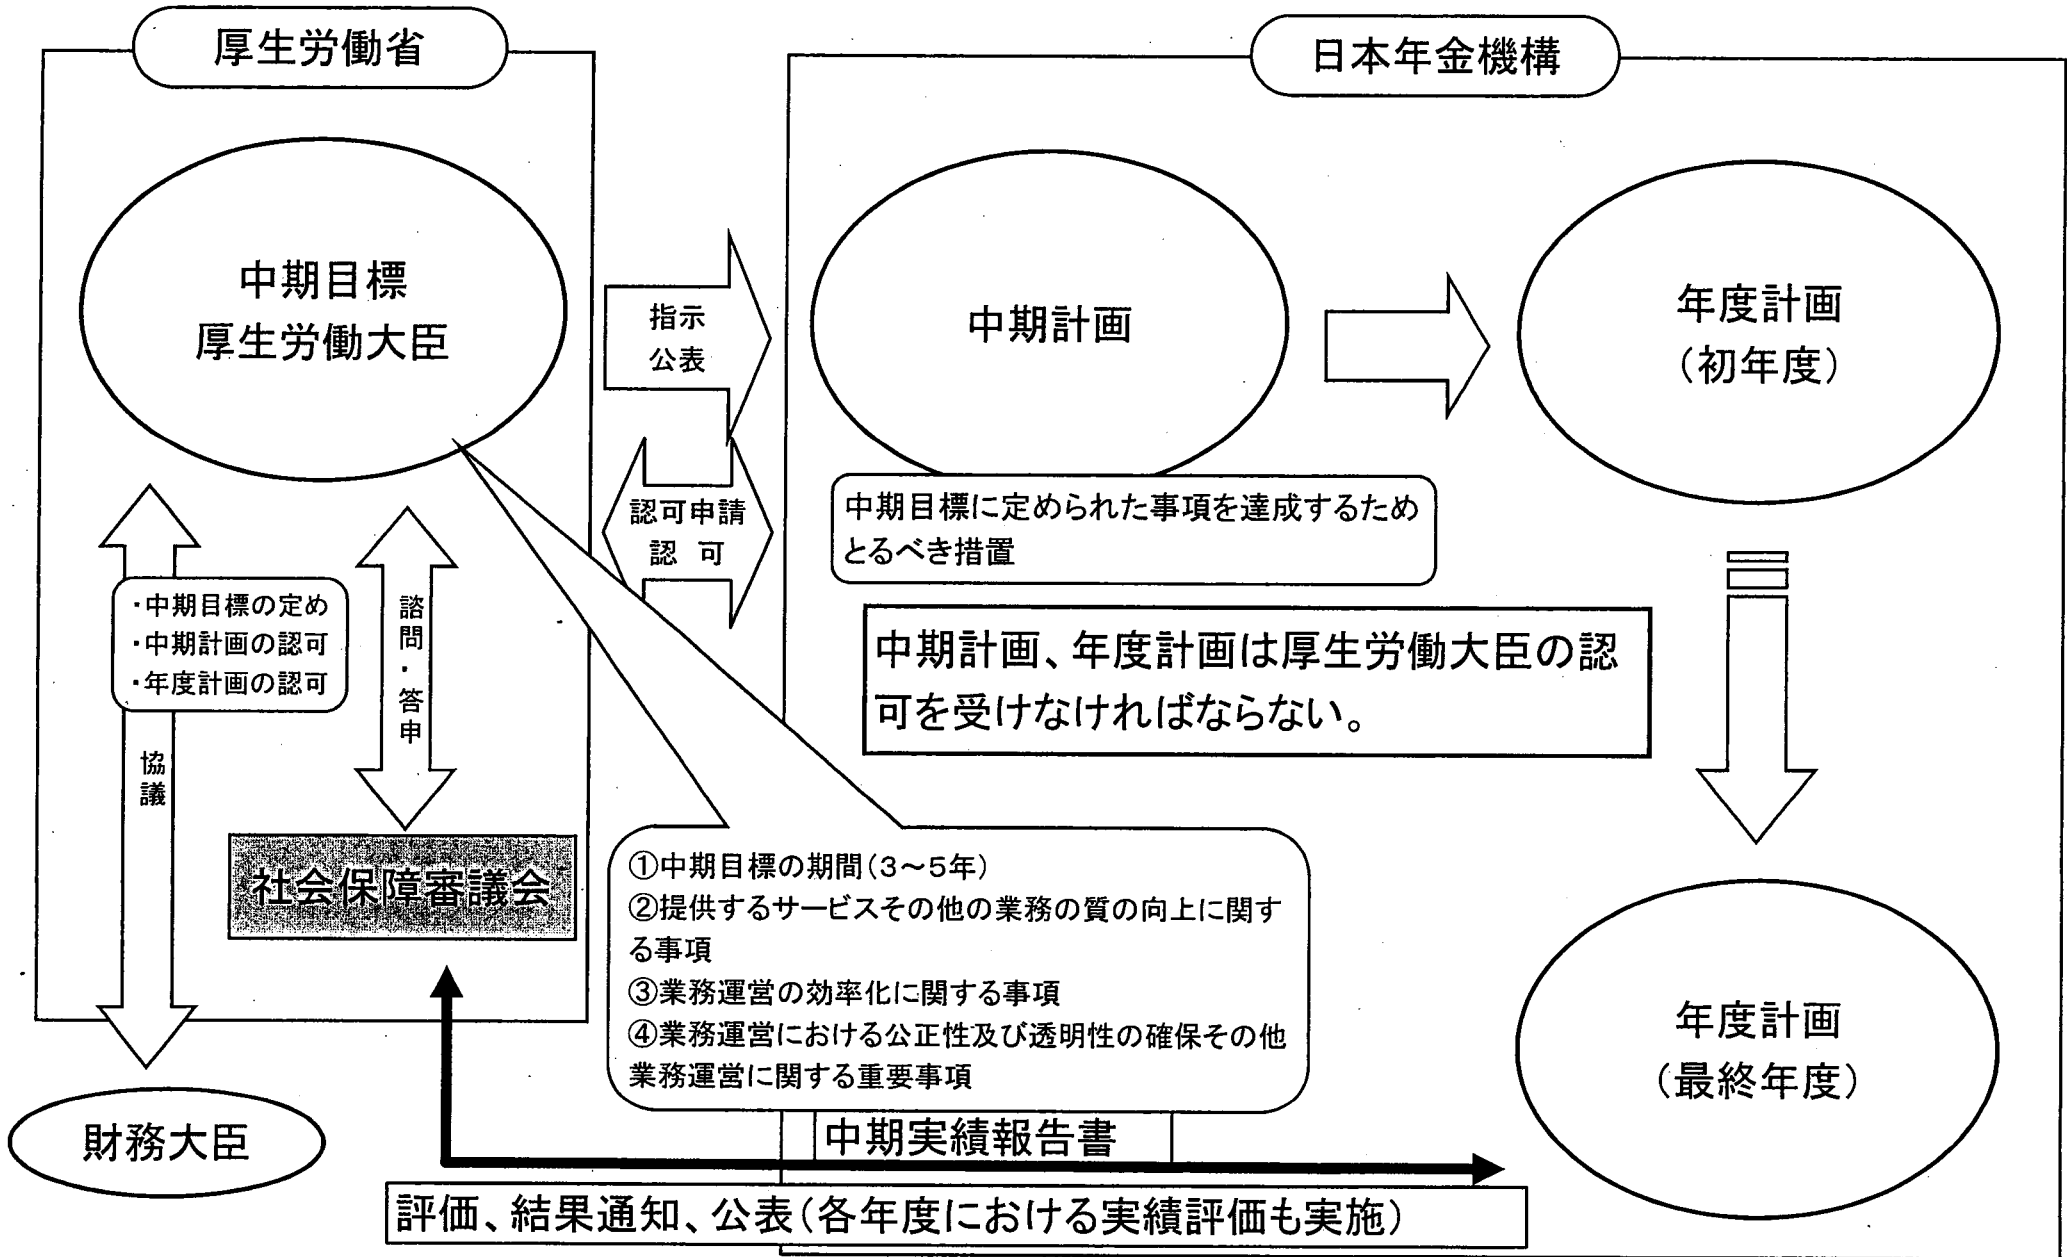 厚生労働省
日本年金機構
中期目標
厚生労働大臣
指示
公表
中期計画
年度計画
（初年度）
認可申請
認 可
中期目標に定められた事項を達成するため
とるべき措置
・中期目標の定め
・中期計画の認可
・年度計画の認可
諮問・答申
協議
中期計画、年度計画は厚生労働大臣の認
可を受けなければならない。
社会保障審議会
①中期目標の期間（３～５年）
②提供するサービスその他の業務の質の向上に関す
る事項
③業務運営の効率化に関する事項
④業務運営における公正性及び透明性の確保その他
業務運営に関する重要事項
年度計画
（最終年度）
財務大臣
中期実績報告書
評価、結果通知、公表（各年度における実績評価も実施）